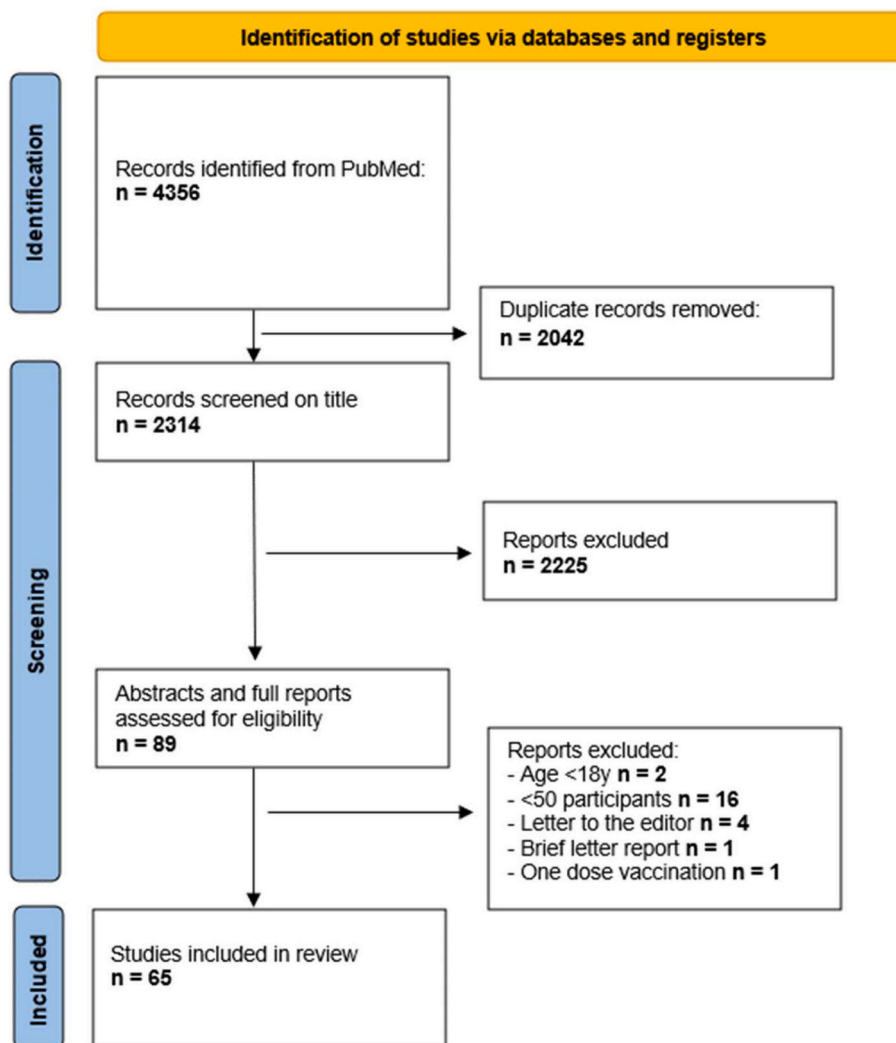 Identification of studies via databases and registers
Identification
Records identified from PubMed:
n = 4356
Duplicate records removed:
n = 2042
Screening
Records screened on title
n = 2314
Reports excluded
n = 2225
Abstracts and full reports
assessed for eligibility
n = 89
Reports excluded:
- Age <18y n = 2
- <50 participants n = 16
- Letter to the editor n = 4
- Brief letter report n = 1
- One dose vaccination n = 1
Included
Studies included in review
n = 65